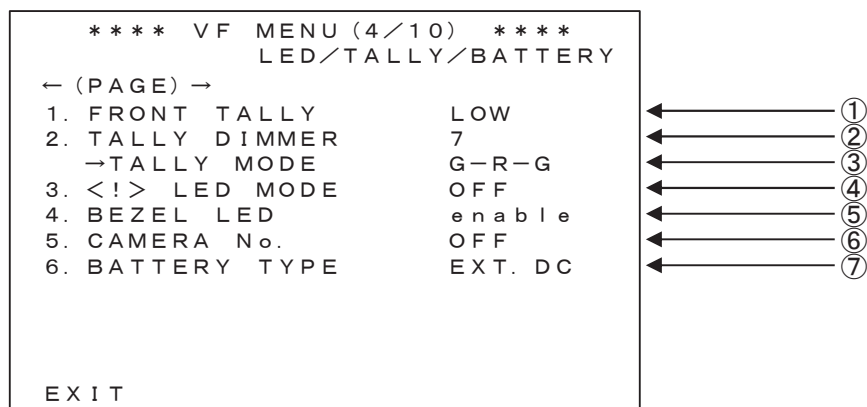 **** VF MENU(4/10) ****
LED/TALLY/BATTERY
←(PAGE)→
1. FRONT TALLY LOW ①
2. TALLY DIMMER 7 ②
→TALLY MODE G-R-G ③
3. <!> LED MODE OFF ④
4. BEZEL LED enable ⑤
5. CAMERA No. OFF ⑥
6. BATTERY TYPE EXT. DC ⑦
EXIT